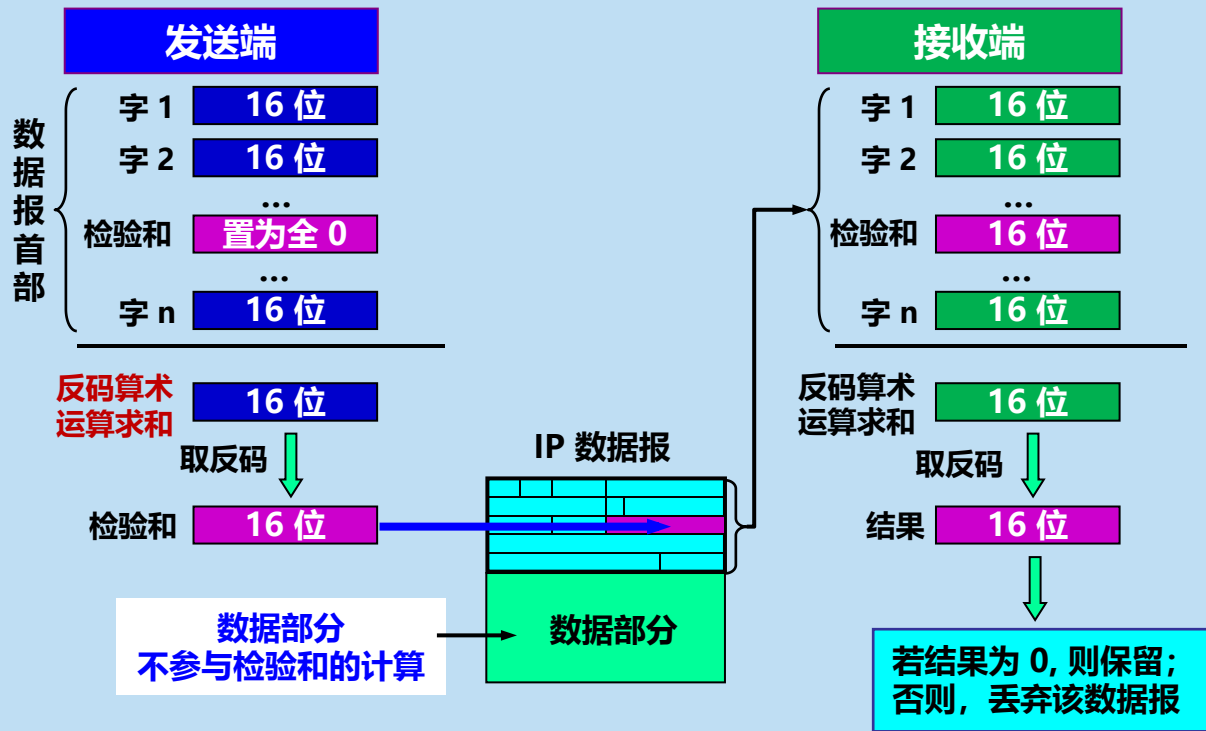 发送端
数据报首部
字 1 16 位
字 2 16 位
...
检验和 置为全 0
...
字 n 16 位
反码算术
运算求和
16 位
取反码
检验和 16 位
数据部分
不参与检验和的计算
IP 数据报
数据部分
接收端
字 1 16 位
字 2 16 位
...
检验和 16 位
...
字 n 16 位
反码算术
运算求和
16 位
取反码
结果 16 位
若结果为 0, 则保留；
否则，丢弃该数据报